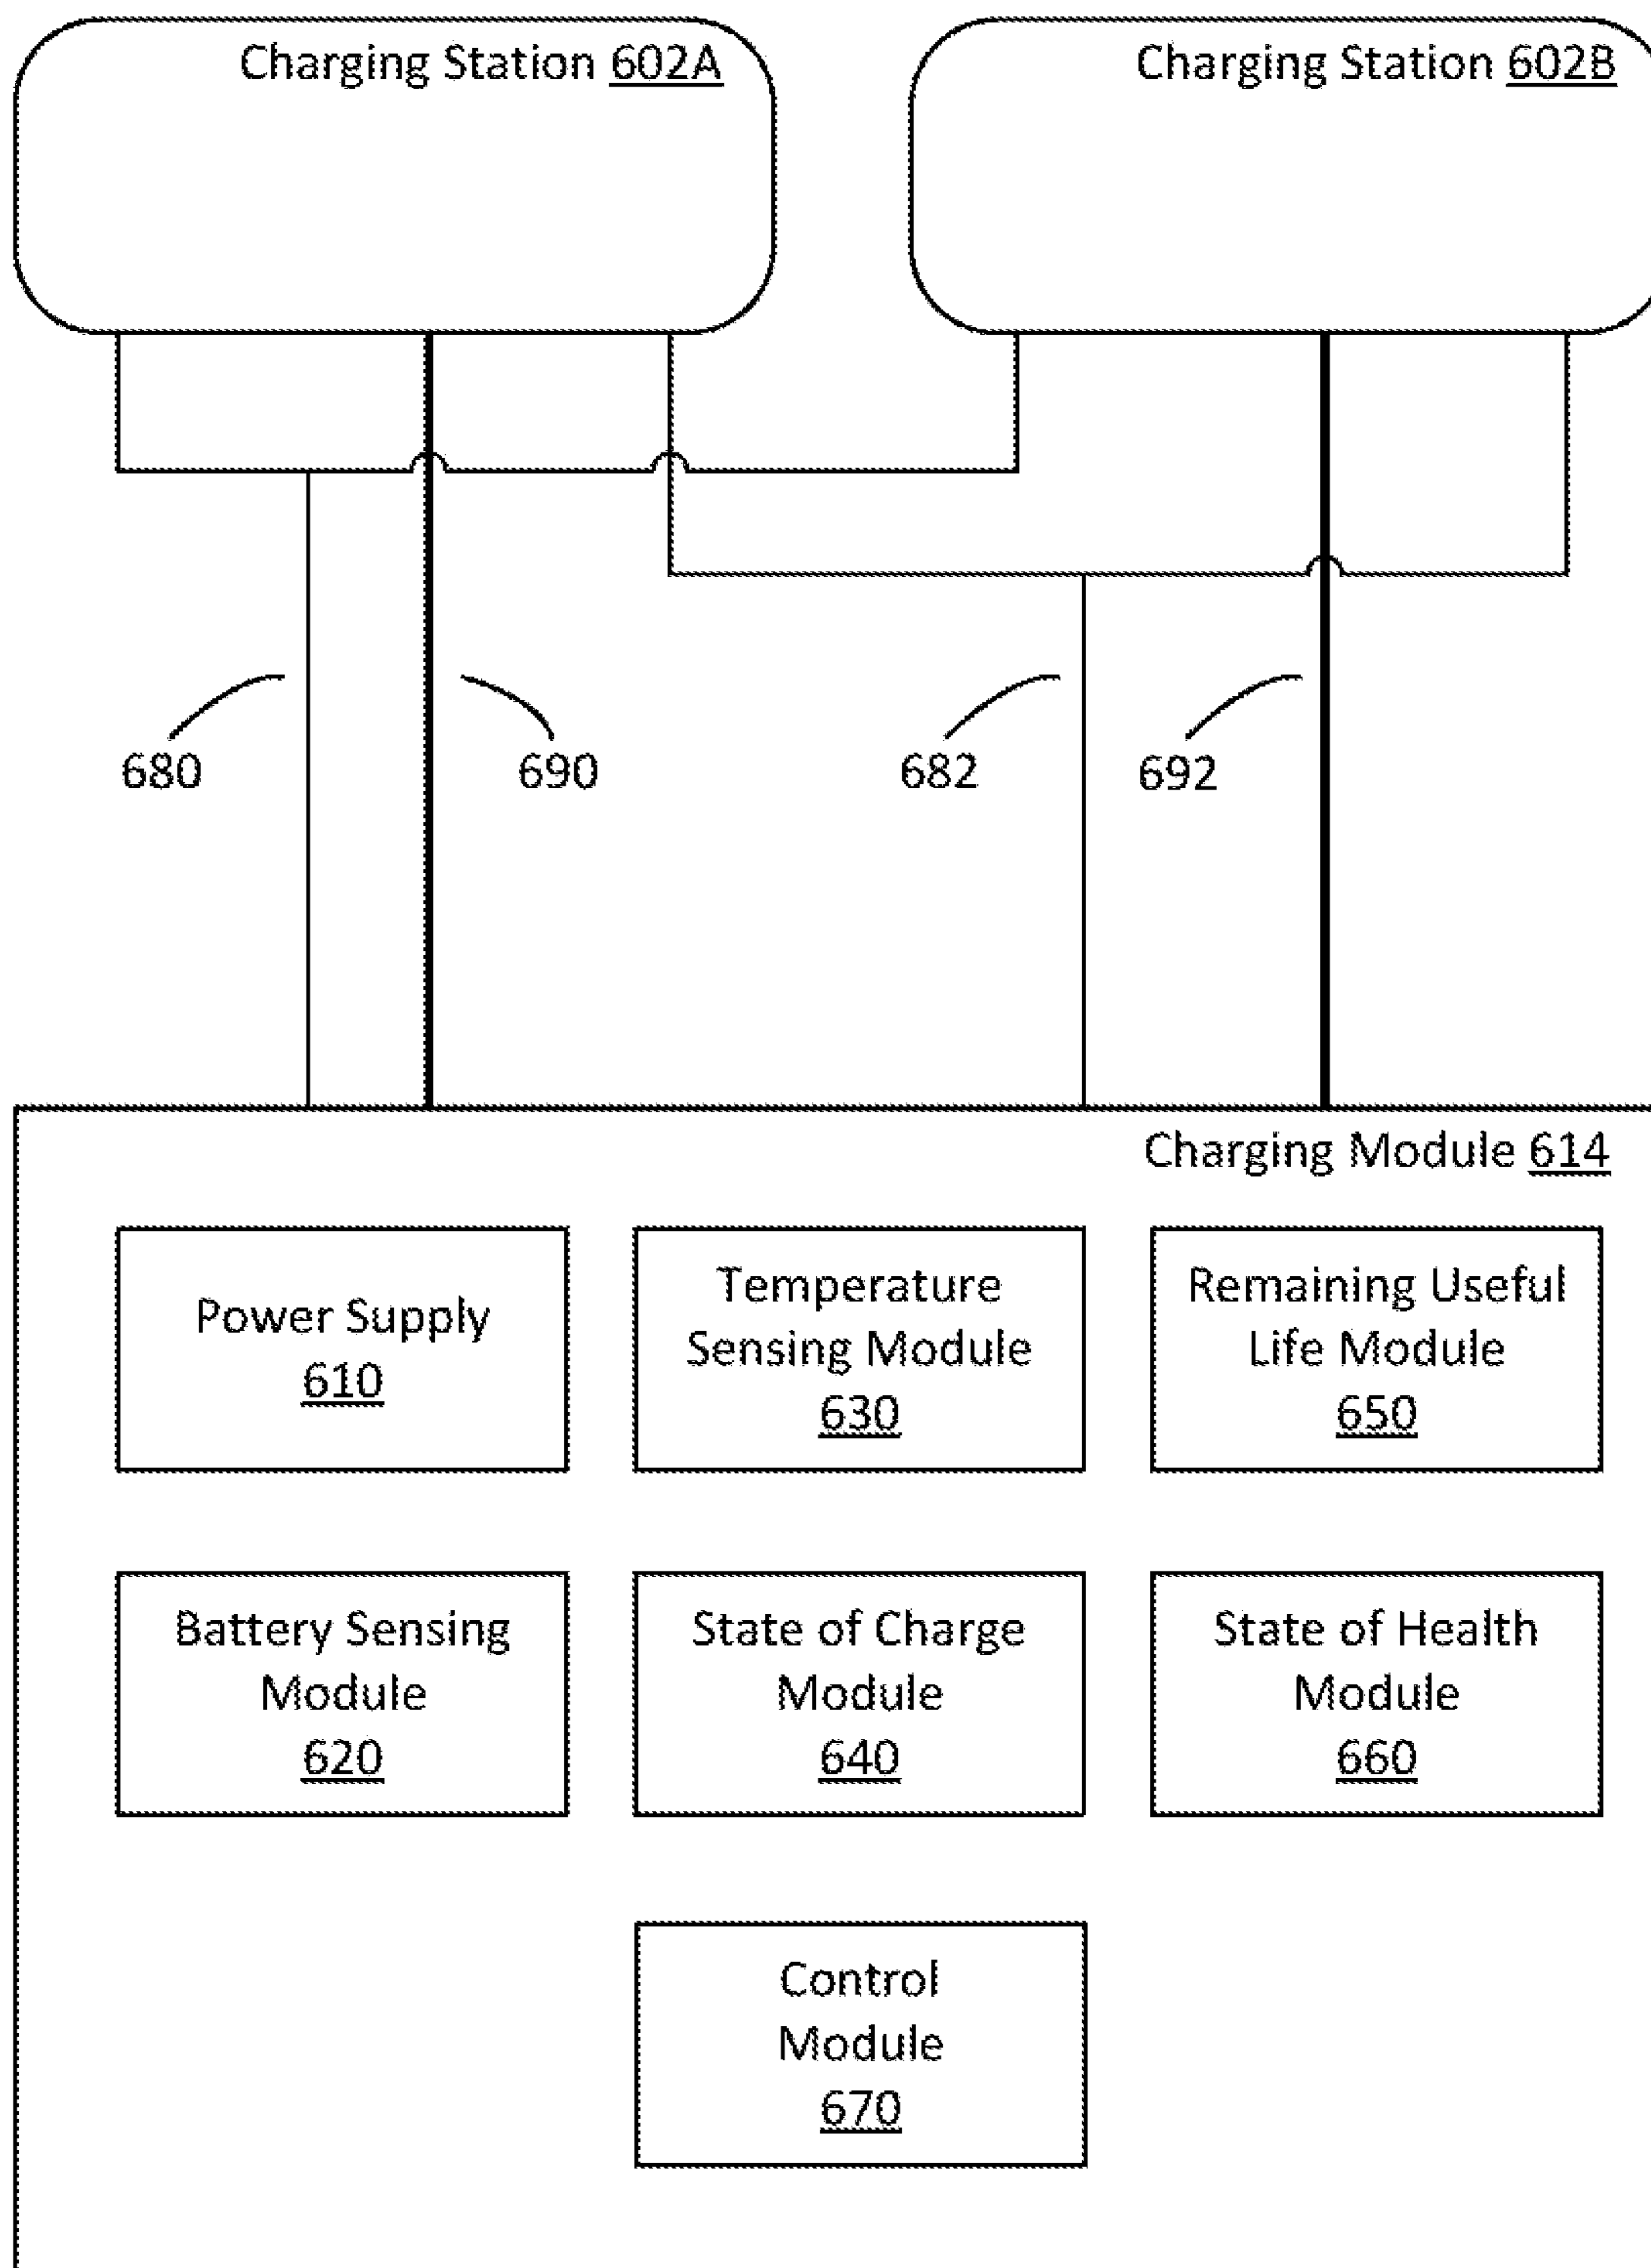 Charging Station 602A
Charging Station 602B
680
690
682
692
Charging Module 614
Power Supply
610
Temperature
Sensing Module
630
Remaining Useful
Life Module
650
Battery Sensing
Module
620
State of Charge
Module
640
State of Health
Module
660
Control
Module
670